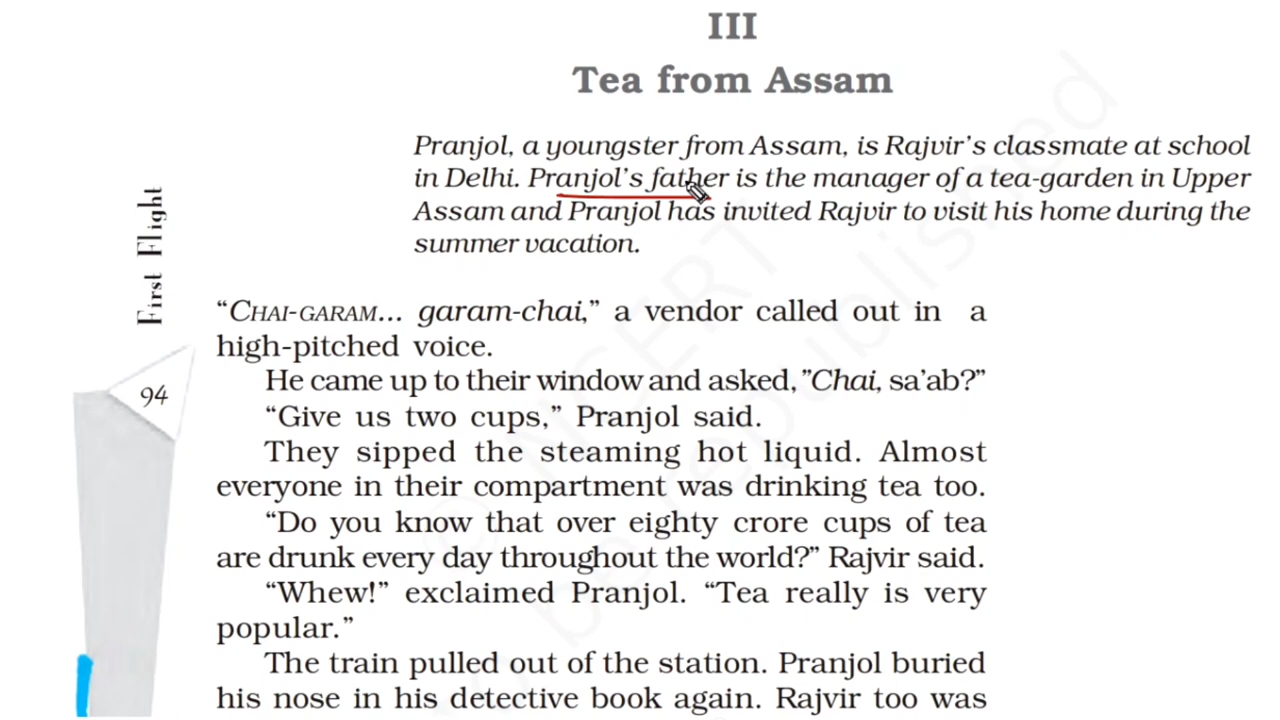 III
Tea from Assam
Pranjol, a youngster from Assam, is Rajvir’s classmate at school
in Delhi. Pranjol’s father is the manager of a tea-garden in Upper
Assam and Pranjol has invited Rajvir to visit his home during the
summer vacation.
First Flight
94
“CHAI-GARAM... garam-chai,” a vendor called out in a
high-pitched voice.
He came up to their window and asked, ”Chai, sa’ab?”
“Give us two cups,” Pranjol said.
They sipped the steaming hot liquid. Almost
everyone in their compartment was drinking tea too.
“Do you know that over eighty crore cups of tea
are drunk every day throughout the world?” Rajvir said.
“Whew!” exclaimed Pranjol. “Tea really is very
popular.”
The train pulled out of the station. Pranjol buried
his nose in his detective book again. Rajvir too was
© NCERT
be republished